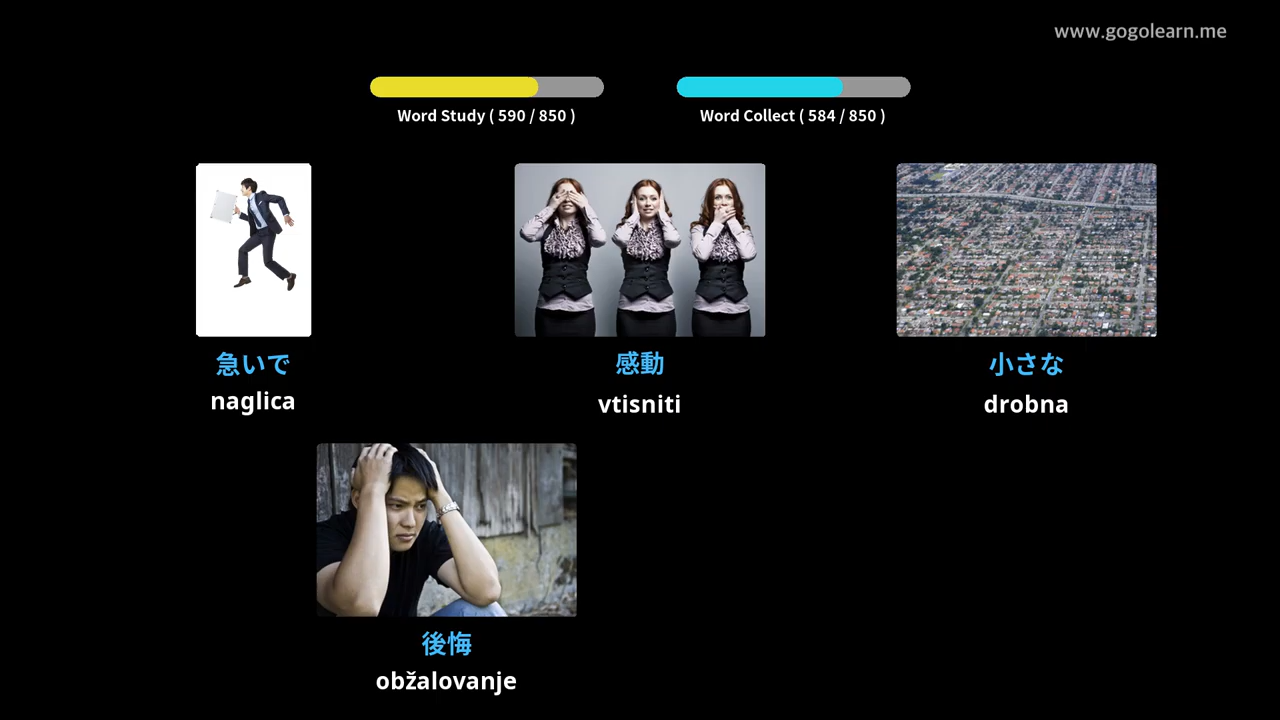 www.gogolearn.me
Word Study ( 590 / 850 )
Word Collect ( 584 / 850 )
急いで
naglica
感動
vtisniti
小さな
drobna
後悔
obžalovanje